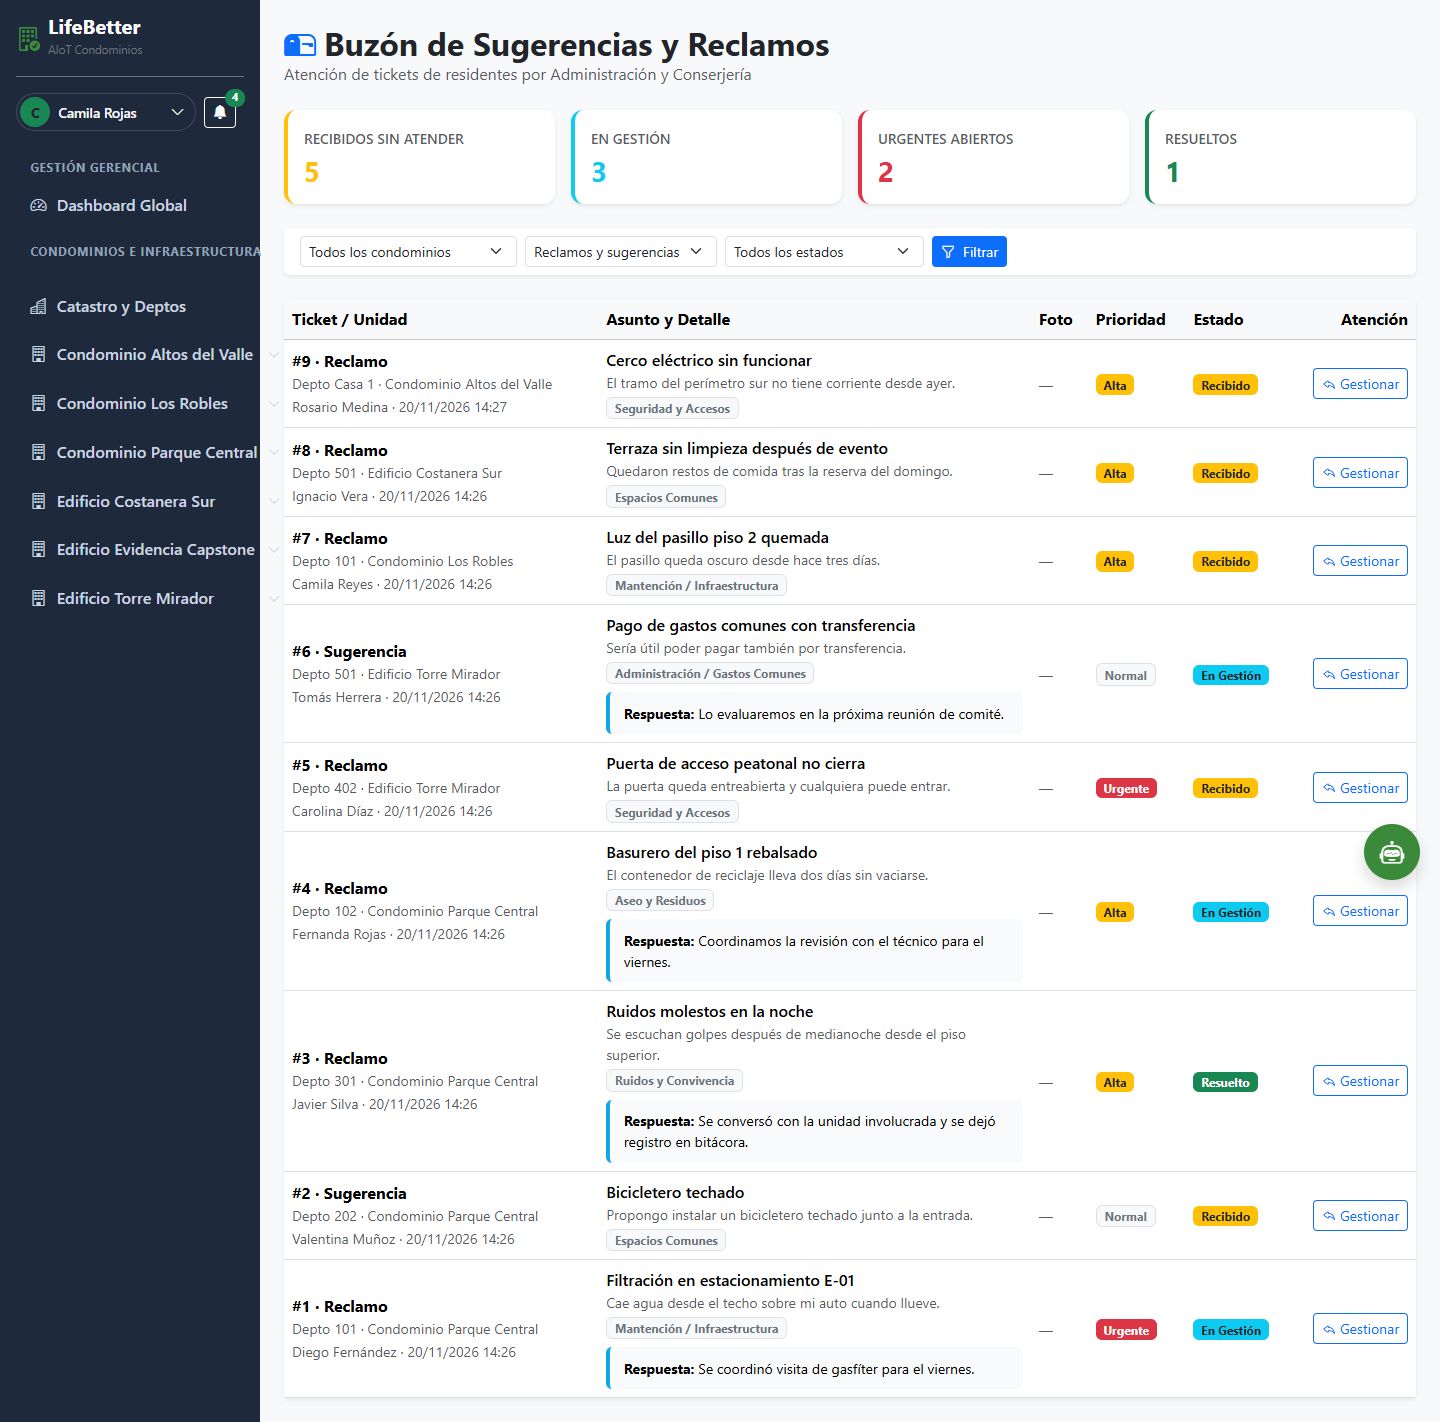 LifeBetter
AIoT Condominios
C
Camila Rojas
4
GESTIÓN GERENCIAL
Dashboard Global
CONDOMINIOS E INFRAESTRUCTURA
Catastro y Deptos
Condominio Altos del Valle
Condominio Los Robles
Condominio Parque Central
Edificio Costanera Sur
Edificio Evidencia Capstone
Edificio Torre Mirador
Buzón de Sugerencias y Reclamos
Atención de tickets de residentes por Administración y Conserjería
RECIBIDOS SIN ATENDER
5
EN GESTIÓN
3
URGENTES ABIERTOS
2
RESUELTOS
1
Todos los condominios
Reclamos y sugerencias
Todos los estados
Filtrar
Ticket / Unidad Asunto y Detalle Foto Prioridad Estado Atención
#9 · Reclamo
Depto Casa 1 · Condominio Altos del Valle
Rosario Medina · 20/11/2026 14:27
Cerco eléctrico sin funcionar
El tramo del perímetro sur no tiene corriente desde ayer.
Seguridad y Accesos
— Alta Recibido Gestionar
#8 · Reclamo
Depto 501 · Edificio Costanera Sur
Ignacio Vera · 20/11/2026 14:26
Terraza sin limpieza después de evento
Quedaron restos de comida tras la reserva del domingo.
Espacios Comunes
— Alta Recibido Gestionar
#7 · Reclamo
Depto 101 · Condominio Los Robles
Camila Reyes · 20/11/2026 14:26
Luz del pasillo piso 2 quemada
El pasillo queda oscuro desde hace tres días.
Mantención / Infraestructura
— Alta Recibido Gestionar
#6 · Sugerencia
Depto 501 · Edificio Torre Mirador
Tomás Herrera · 20/11/2026 14:26
Pago de gastos comunes con transferencia
Sería útil poder pagar también por transferencia.
Administración / Gastos Comunes
Respuesta: Lo evaluaremos en la próxima reunión de comité.
— Normal En Gestión Gestionar
#5 · Reclamo
Depto 402 · Edificio Torre Mirador
Carolina Díaz · 20/11/2026 14:26
Puerta de acceso peatonal no cierra
La puerta queda entreabierta y cualquiera puede entrar.
Seguridad y Accesos
— Urgente Recibido Gestionar
#4 · Reclamo
Depto 102 · Condominio Parque Central
Fernanda Rojas · 20/11/2026 14:26
Basurero del piso 1 rebalsado
El contenedor de reciclaje lleva dos días sin vaciarse.
Aseo y Residuos
Respuesta: Coordinamos la revisión con el técnico para el
viernes.
— Alta En Gestión Gestionar
#3 · Reclamo
Depto 301 · Condominio Parque Central
Javier Silva · 20/11/2026 14:26
Ruidos molestos en la noche
Se escuchan golpes después de medianoche desde el piso
superior.
Ruidos y Convivencia
Respuesta: Se conversó con la unidad involucrada y se dejó
registro en bitácora.
— Alta Resuelto Gestionar
#2 · Sugerencia
Depto 202 · Condominio Parque Central
Valentina Muñoz · 20/11/2026 14:26
Bicicletero techado
Propongo instalar un bicicletero techado junto a la entrada.
Espacios Comunes
— Normal Recibido Gestionar
#1 · Reclamo
Depto 101 · Condominio Parque Central
Diego Fernández · 20/11/2026 14:26
Filtración en estacionamiento E-01
Cae agua desde el techo sobre mi auto cuando llueve.
Mantención / Infraestructura
Respuesta: Se coordinó visita de gasfíter para el viernes.
— Urgente En Gestión Gestionar